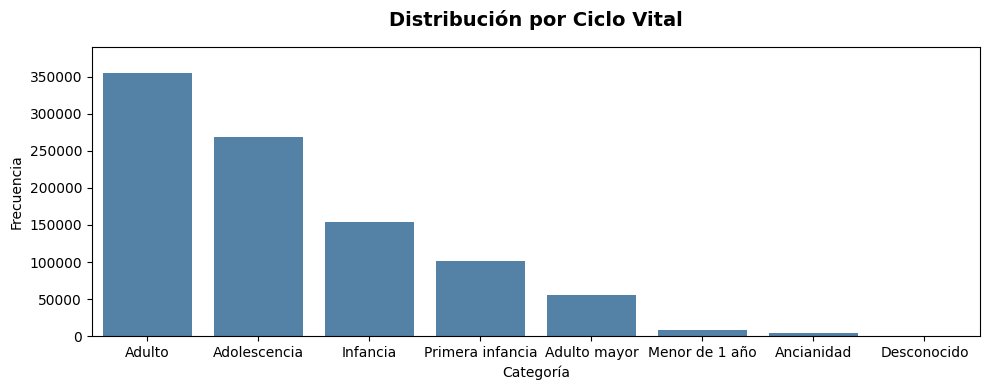 Distribución por Ciclo Vital
Frecuencia
350000
300000
250000
200000
150000
100000
50000
0
Adulto Adolescencia Infancia Primera infancia Adulto mayor Menor de 1 año Ancianidad Desconocido
Categoría